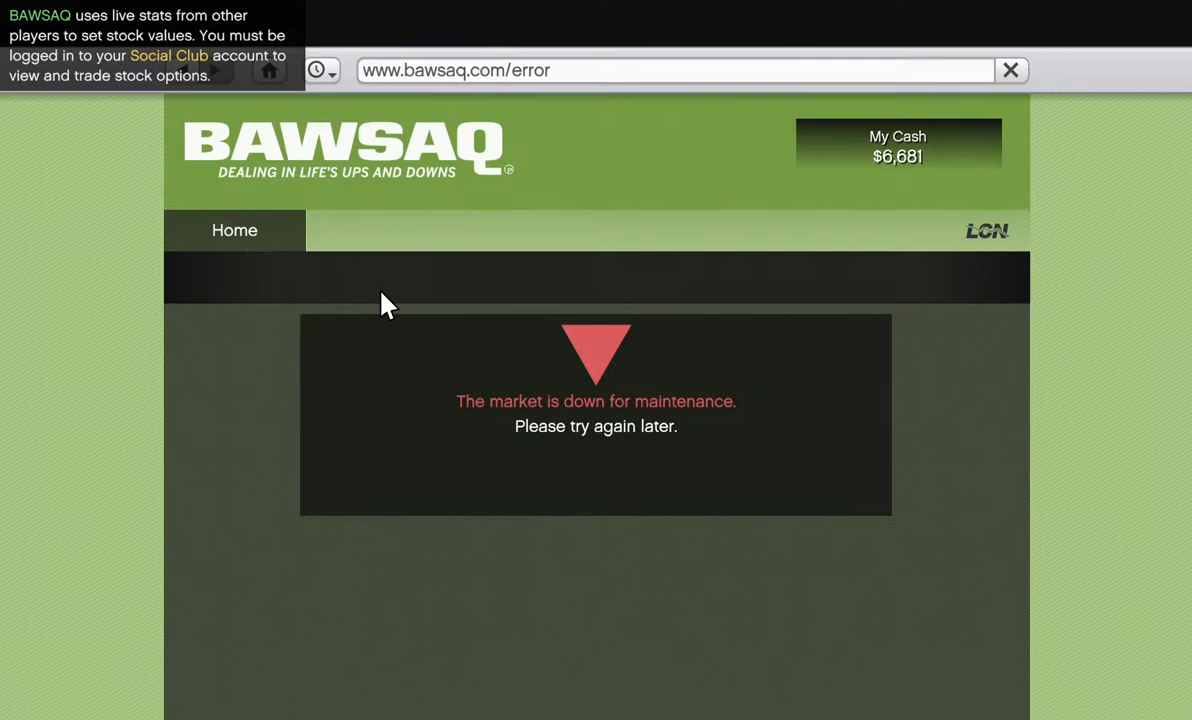 BAWSAQ uses live stats from other
players to set stock values. You must be
logged in to your Social Club account to
view and trade stock options.
www.bawsaq.com/error
BAWSAQ
DEALING IN LIFE'S UPS AND DOWNS
My Cash
$6,681
Home
LCN
The market is down for maintenance.
Please try again later.